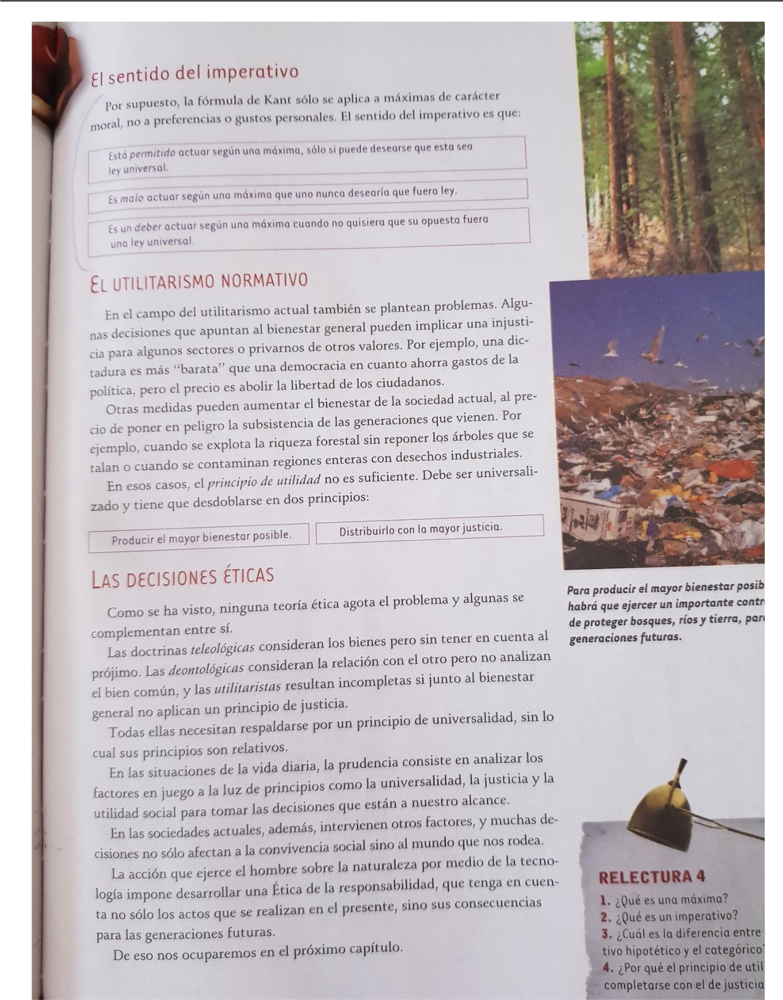 El sentido del imperativo
Por supuesto, la fórmula de Kant sólo se aplica a máximas de carácter
moral, no a preferencias o gustos personales. El sentido del imperativo es que:
Está permitido actuar según una máxima, sólo si puede desearse que esta sea
ley universal.
Es malo actuar según una máxima que uno nunca desearía que fuera ley.
Es un deber actuar según una máxima cuando no quisiera que su opuesta fuera
una ley universal.
EL UTILITARISMO NORMATIVO
En el campo del utilitarismo actual también se plantean problemas. Algu-
nas decisiones que apuntan al bienestar general pueden implicar una injusti-
cia para algunos sectores o privarnos de otros valores. Por ejemplo, una dic-
tadura es más “barata” que una democracia en cuanto ahorra gastos de la
política, pero el precio es abolir la libertad de los ciudadanos.
Otras medidas pueden aumentar el bienestar de la sociedad actual, al pre-
cio de poner en peligro la subsistencia de las generaciones que vienen. Por
ejemplo, cuando se explota la riqueza forestal sin reponer los árboles que se
talan o cuando se contaminan regiones enteras con desechos industriales.
En esos casos, el principio de utilidad no es suficiente. Debe ser universali-
zado y tiene que desdoblarse en dos principios:
Producir el mayor bienestar posible.
Distribuirlo con la mayor justicia.
LAS DECISIONES ÉTICAS
Como se ha visto, ninguna teoría ética agota el problema y algunas se
complementan entre sí.
Las doctrinas teleológicas consideran los bienes pero sin tener en cuenta al
prójimo. Las deontológicas consideran la relación con el otro pero no analizan
el bien común, y las utilitaristas resultan incompletas si junto al bienestar
general no aplican un principio de justicia.
Todas ellas necesitan respaldarse por un principio de universalidad, sin lo
cual sus principios son relativos.
En las situaciones de la vida diaria, la prudencia consiste en analizar los
factores en juego a la luz de principios como la universalidad, la justicia y la
utilidad social para tomar las decisiones que están a nuestro alcance.
En las sociedades actuales, además, intervienen otros factores, y muchas de-
cisiones no sólo afectan a la convivencia social sino al mundo que nos rodea.
La acción que ejerce el hombre sobre la naturaleza por medio de la tecno-
logía impone desarrollar una Ética de la responsabilidad, que tenga en cuen-
ta no sólo los actos que se realizan en el presente, sino sus consecuencias
para las generaciones futuras.
De eso nos ocuparemos en el próximo capítulo.
Para producir el mayor bienestar posib
habrá que ejercer un importante contr
de proteger bosques, ríos y tierra, par
generaciones futuras.
RELECTURA 4
1. ¿Qué es una máxima?
2. ¿Qué es un imperativo?
3. ¿Cuál es la diferencia entre
tivo hipotético y el categórico
4. ¿Por qué el principio de util
completarse con el de justicia